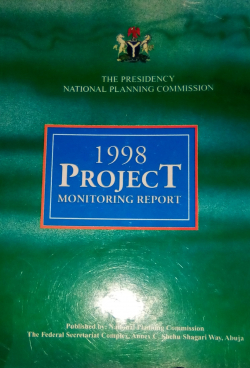 THE PRESIDENCY
NATIONAL PLANNING COMMISSION
1998
PROJECT
MONITORING REPORT
Published by: National Planning Commission
The Federal Secretariat Complex, Annex C, Shehu Shagari Way, Abuja